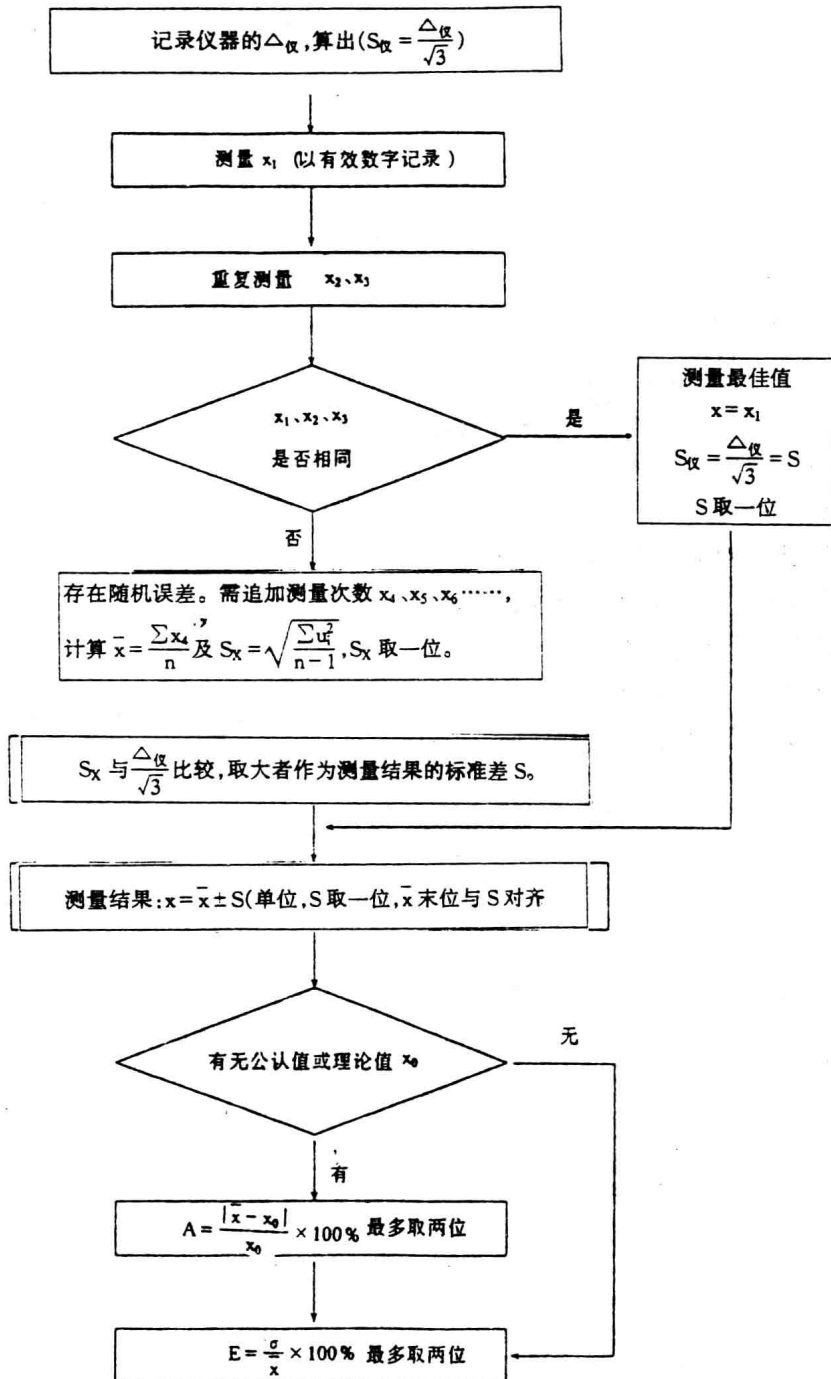 记录仪器的△仪,算出(S仪=△仪/√3)
测量 x₁ (以有效数字记录)
重复测量 x₂、x₃
x₁、x₂、x₃
是否相同
是
测量最佳值
x=x₁
S仪=△仪/√3=S
S取一位
否
存在随机误差。需追加测量次数 x₄、x₅、x₆……,
计算 x̄=∑x₄/n 及 Sₓ=√(∑uᵢ²/(n-1)),Sₓ 取一位。
Sₓ 与 △仪/√3 比较,取大者作为测量结果的标准差 S。
测量结果:x=x̄±S(单位,S取一位,x̄ 末位与 S 对齐
有无公认值或理论值 x₀
无
有
A=|x̄-x₀|/x₀×100% 最多取两位
E=σ/x̄×100% 最多取两位